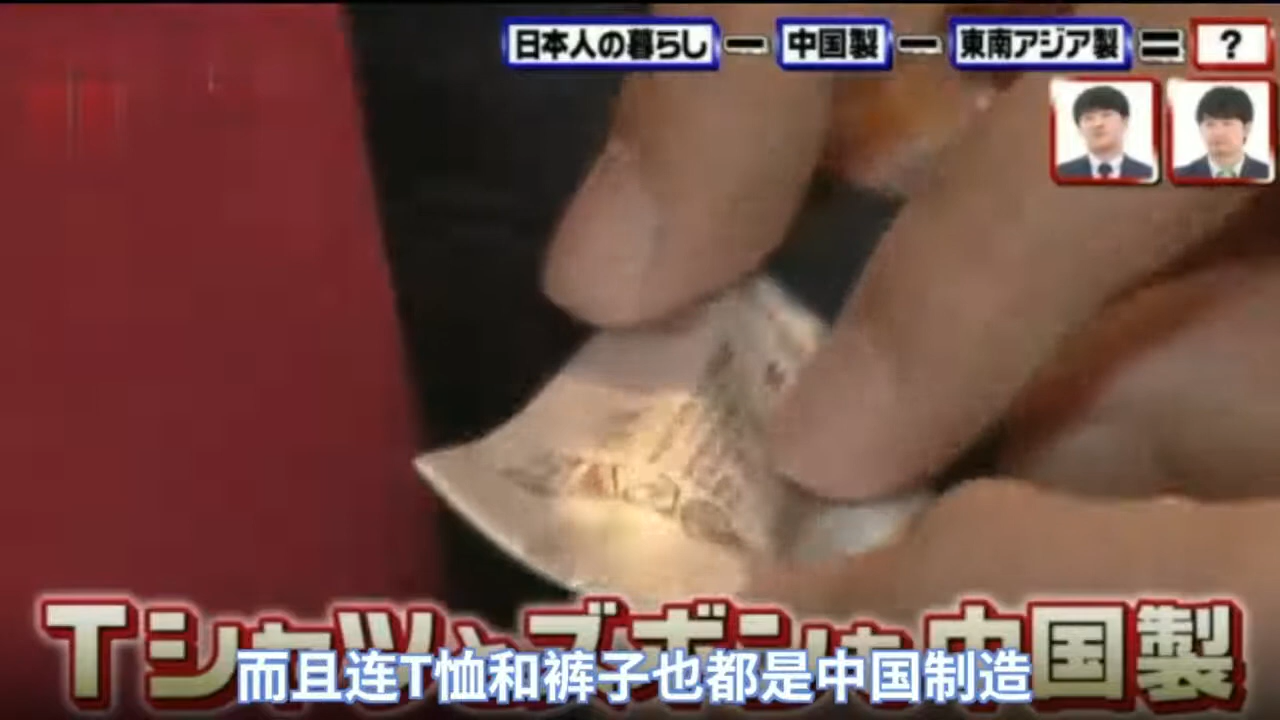 日本人の暮らし－中国製－東南アジア製＝？
Tシャツとズボンも中国製
而且连T恤和裤子也都是中国制造